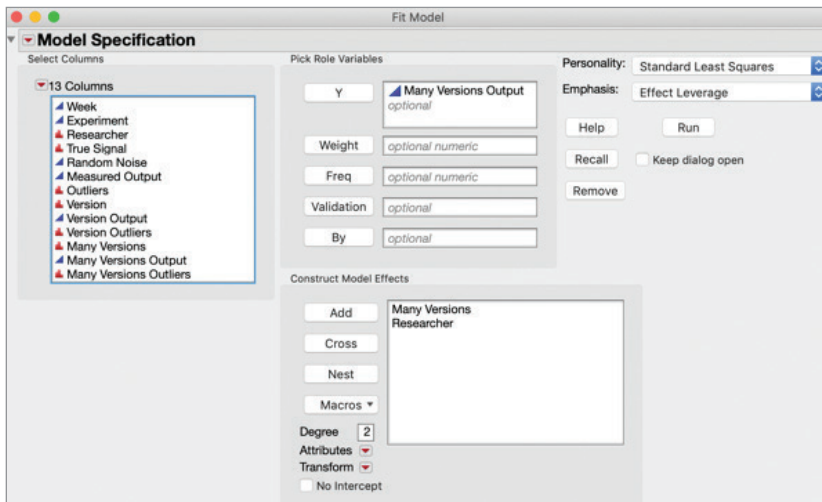 Fit Model
Model Specification
Select Columns
13 Columns
Week
Experiment
Researcher
True Signal
Random Noise
Measured Output
Outliers
Version
Version Output
Version Outliers
Many Versions
Many Versions Output
Many Versions Outliers
Pick Role Variables
Y
Many Versions Output
optional
Weight
optional numeric
Freq
optional numeric
Validation
optional
By
optional
Personality:
Standard Least Squares
Emphasis:
Effect Leverage
Help
Run
Recall
Keep dialog open
Remove
Construct Model Effects
Add
Cross
Nest
Macros
Many Versions
Researcher
Degree 2
Attributes
Transform
No Intercept